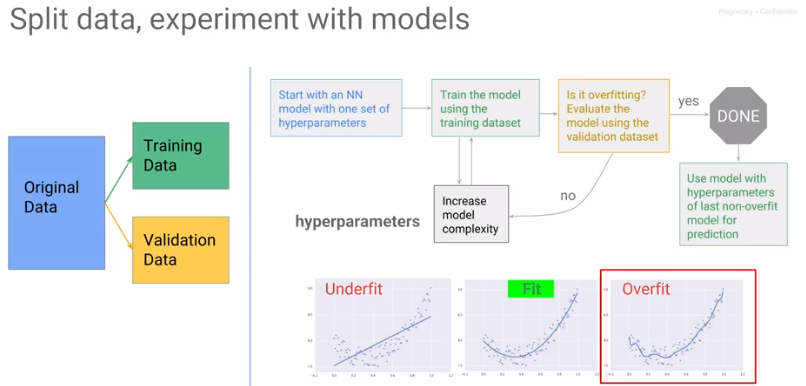 Split data, experiment with models
Proprietary + Confidential
Original
Data
Training
Data
Validation
Data
Start with an NN
model with one set of
hyperparameters
Train the model
using the
training dataset
Is it overfitting?
Evaluate the
model using the
validation dataset
yes
DONE
no
hyperparameters
Increase
model
complexity
Use model with
hyperparameters
of last non-overfit
model for
prediction
Underfit
Fit
Overfit